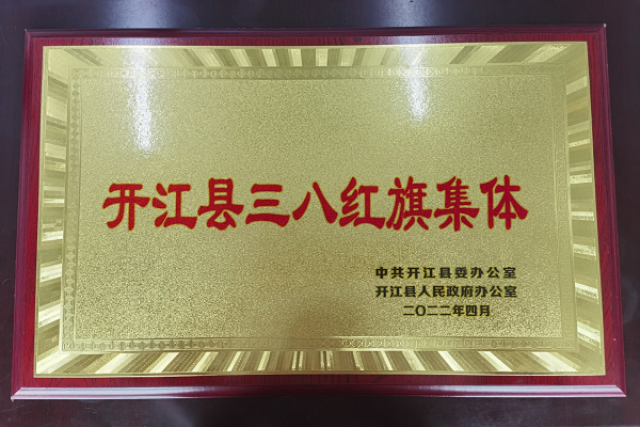 开江县三八红旗集体
中共开江县委办公室
开江县人民政府办公室
二〇二二年四月